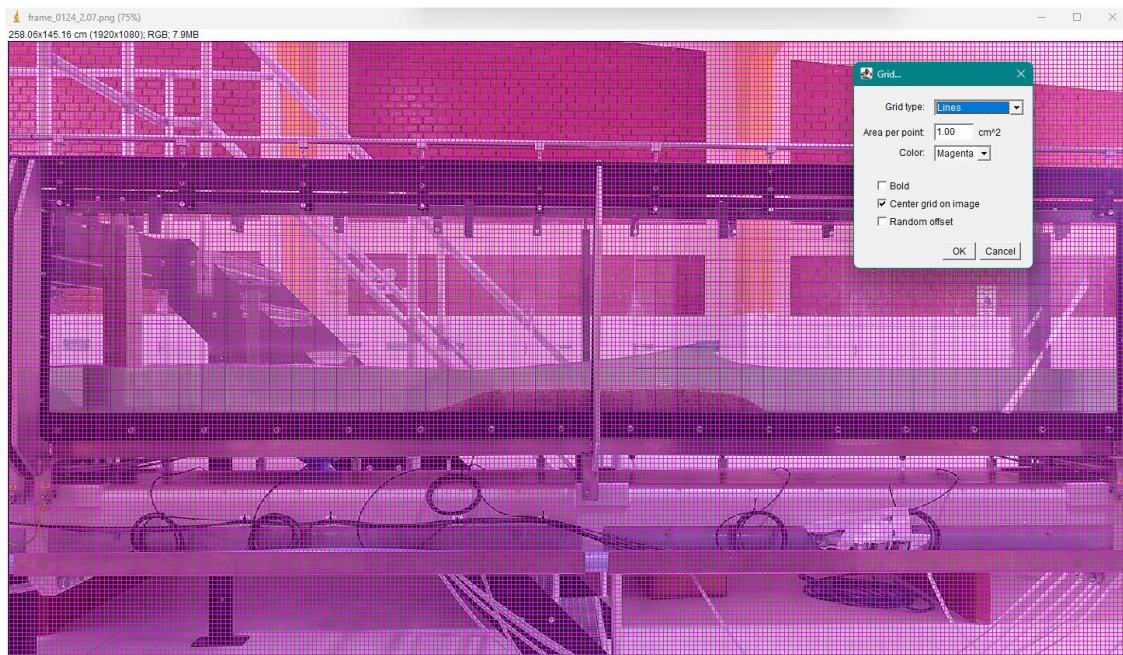 frame_0124_2.07.png (75%)
258.06x145.16 cm (1920x1080); RGB; 7.9MB
Grid...
Grid type: Lines
Area per point: 1.00 cm^2
Color: Magenta
Bold
Center grid on image
Random offset
OK Cancel